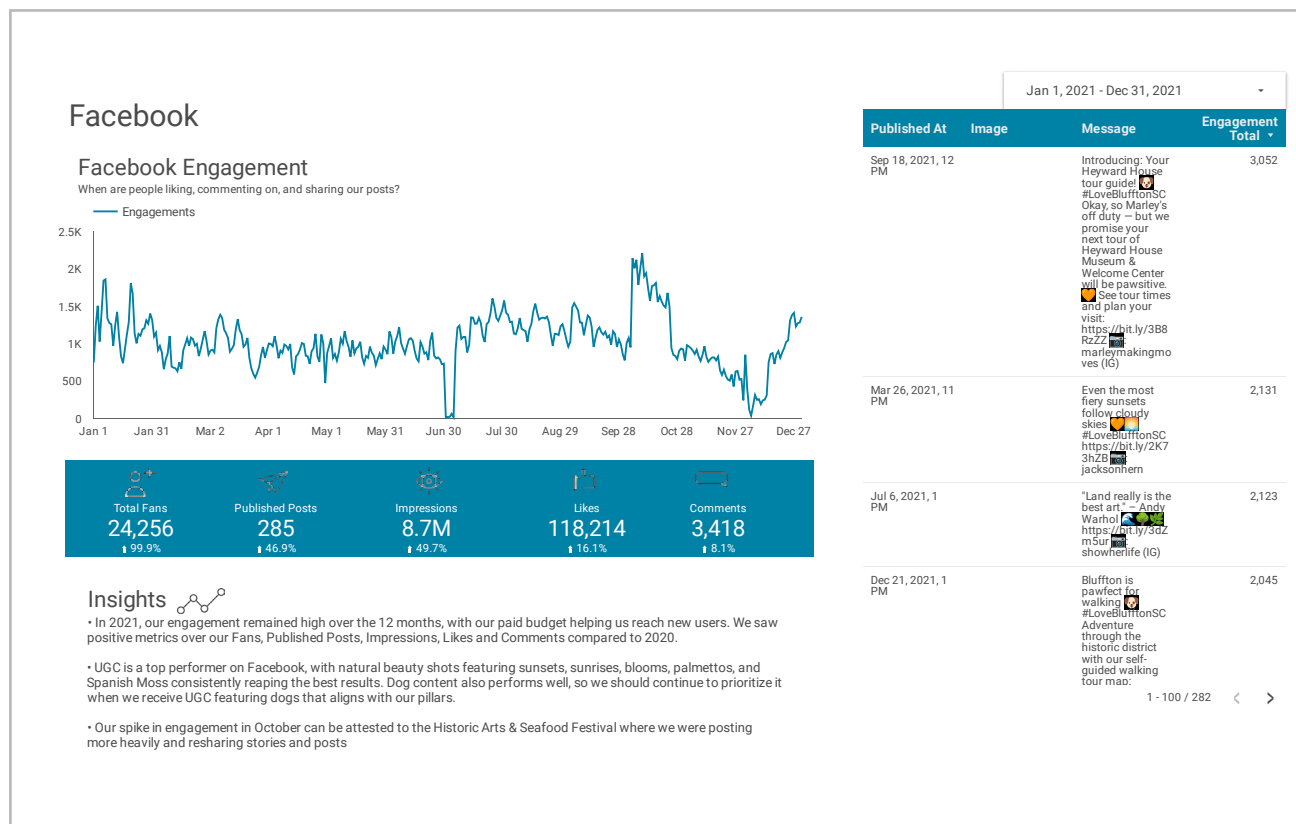 Facebook
Facebook Engagement
When are people liking, commenting on, and sharing our posts?
Engagements
2.5K
2K
1.5K
1K
500
0
Jan 1 Jan 31 Mar 2 Apr 1 May 1 May 31 Jun 30 Jul 30 Aug 29 Sep 28 Oct 28 Nov 27 Dec 27
Total Fans Published Posts Impressions Likes Comments
24,256 285 8.7M 118,214 3,418
99.9% 46.9% 49.7% 16.1% 8.1%
Insights
• In 2021, our engagement remained high over the 12 months, with our paid budget helping us reach new users. We saw
positive metrics over our Fans, Published Posts, Impressions, Likes and Comments compared to 2020.
• UGC is a top performer on Facebook, with natural beauty shots featuring sunsets, sunrises, blooms, palmettos, and
Spanish Moss consistently reaping the best results. Dog content also performs well, so we should continue to prioritize it
when we receive UGC featuring dogs that aligns with our pillars.
• Our spike in engagement in October can be attested to the Historic Arts & Seafood Festival where we were posting
more heavily and resharing stories and posts
Jan 1, 2021 - Dec 31, 2021
Published At Image Message Engagement
Total
Sep 18, 2021, 12
PM
Introducing: Your
Heyward House
tour guide! 🐶
#LoveBlufftonSC
Okay, so Marley's
off duty — but we
promise your
next tour of
Heyward House
Museum &
Welcome Center
will be pawsitive.
🧡 See tour times
and plan your
visit:
https://bit.ly/3B8
RzZZ 📷:
marleymakingmo
ves (IG)
3,052
Mar 26, 2021, 11
PM
Even the most
fiery sunsets
follow cloudy
skies 🧡🌅
#LoveBlufftonSC
https://bit.ly/2K7
3hZB 📷:
jacksonhern
2,131
Jul 6, 2021, 1
PM
"Land really is the
best art." – Andy
Warhol 🌊🌳🌿
https://bit.ly/3dZ
m5ur 📷:
showherlife (IG)
2,123
Dec 21, 2021, 1
PM
Bluffton is
pawfect for
walking 🐶
#LoveBlufftonSC
Adventure
through the
historic district
with our self-
guided walking
tour map:
2,045
1 - 100 / 282